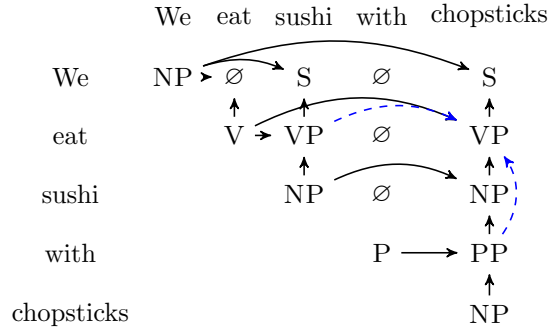 We eat sushi with chopsticks
We NP ∅ S ∅ S
eat V VP ∅ VP
sushi NP ∅ NP
with P PP
chopsticks NP